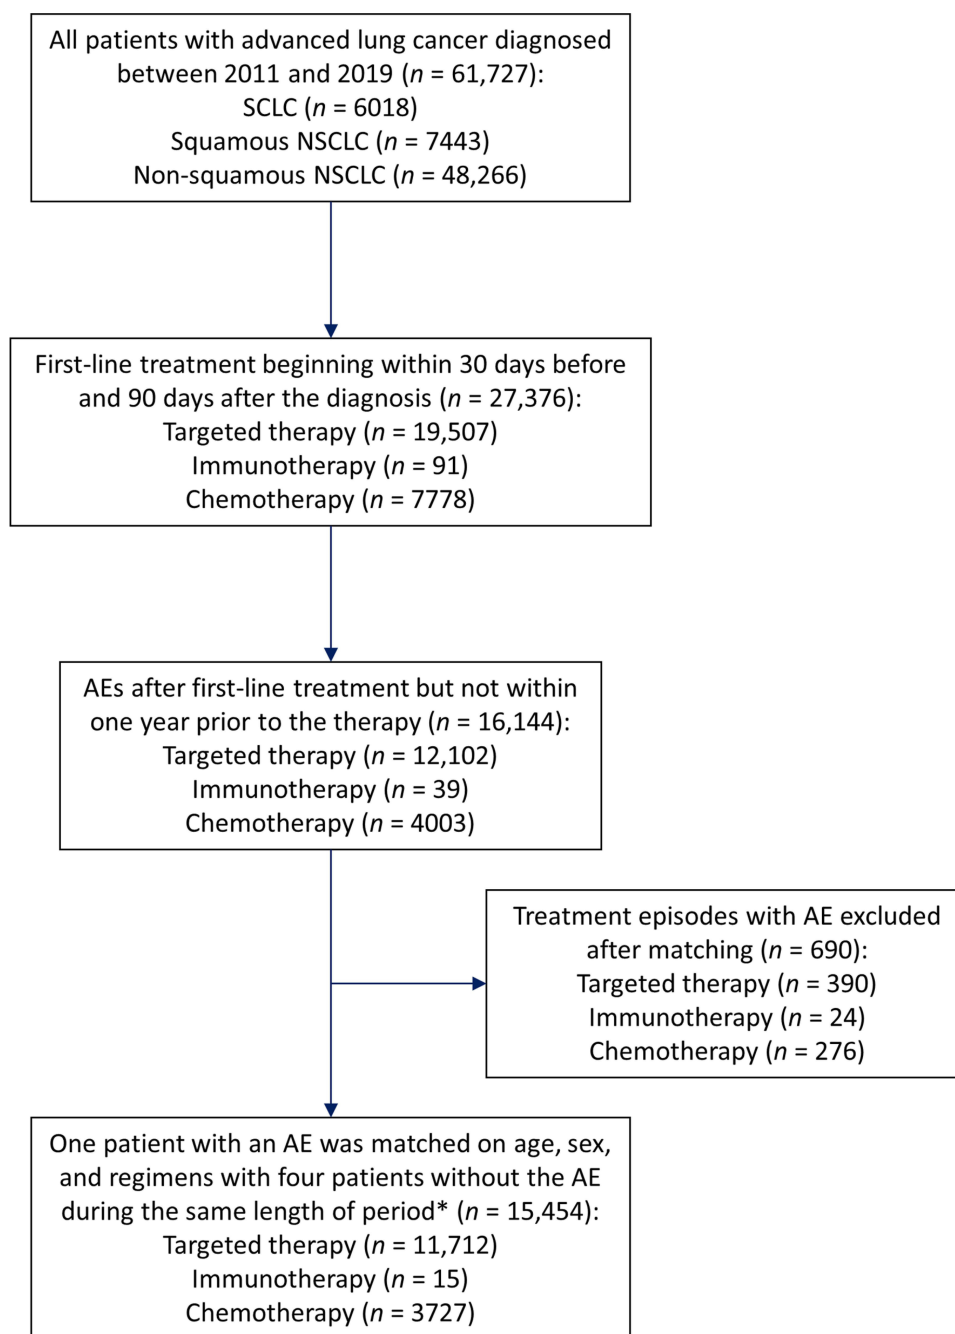 All patients with advanced lung cancer diagnosed
between 2011 and 2019 (n = 61,727):
SCLC (n = 6018)
Squamous NSCLC (n = 7443)
Non-squamous NSCLC (n = 48,266)
First-line treatment beginning within 30 days before
and 90 days after the diagnosis (n = 27,376):
Targeted therapy (n = 19,507)
Immunotherapy (n = 91)
Chemotherapy (n = 7778)
AEs after first-line treatment but not within
one year prior to the therapy (n = 16,144):
Targeted therapy (n = 12,102)
Immunotherapy (n = 39)
Chemotherapy (n = 4003)
Treatment episodes with AE excluded
after matching (n = 690):
Targeted therapy (n = 390)
Immunotherapy (n = 24)
Chemotherapy (n = 276)
One patient with an AE was matched on age, sex,
and regimens with four patients without the AE
during the same length of period* (n = 15,454):
Targeted therapy (n = 11,712)
Immunotherapy (n = 15)
Chemotherapy (n = 3727)